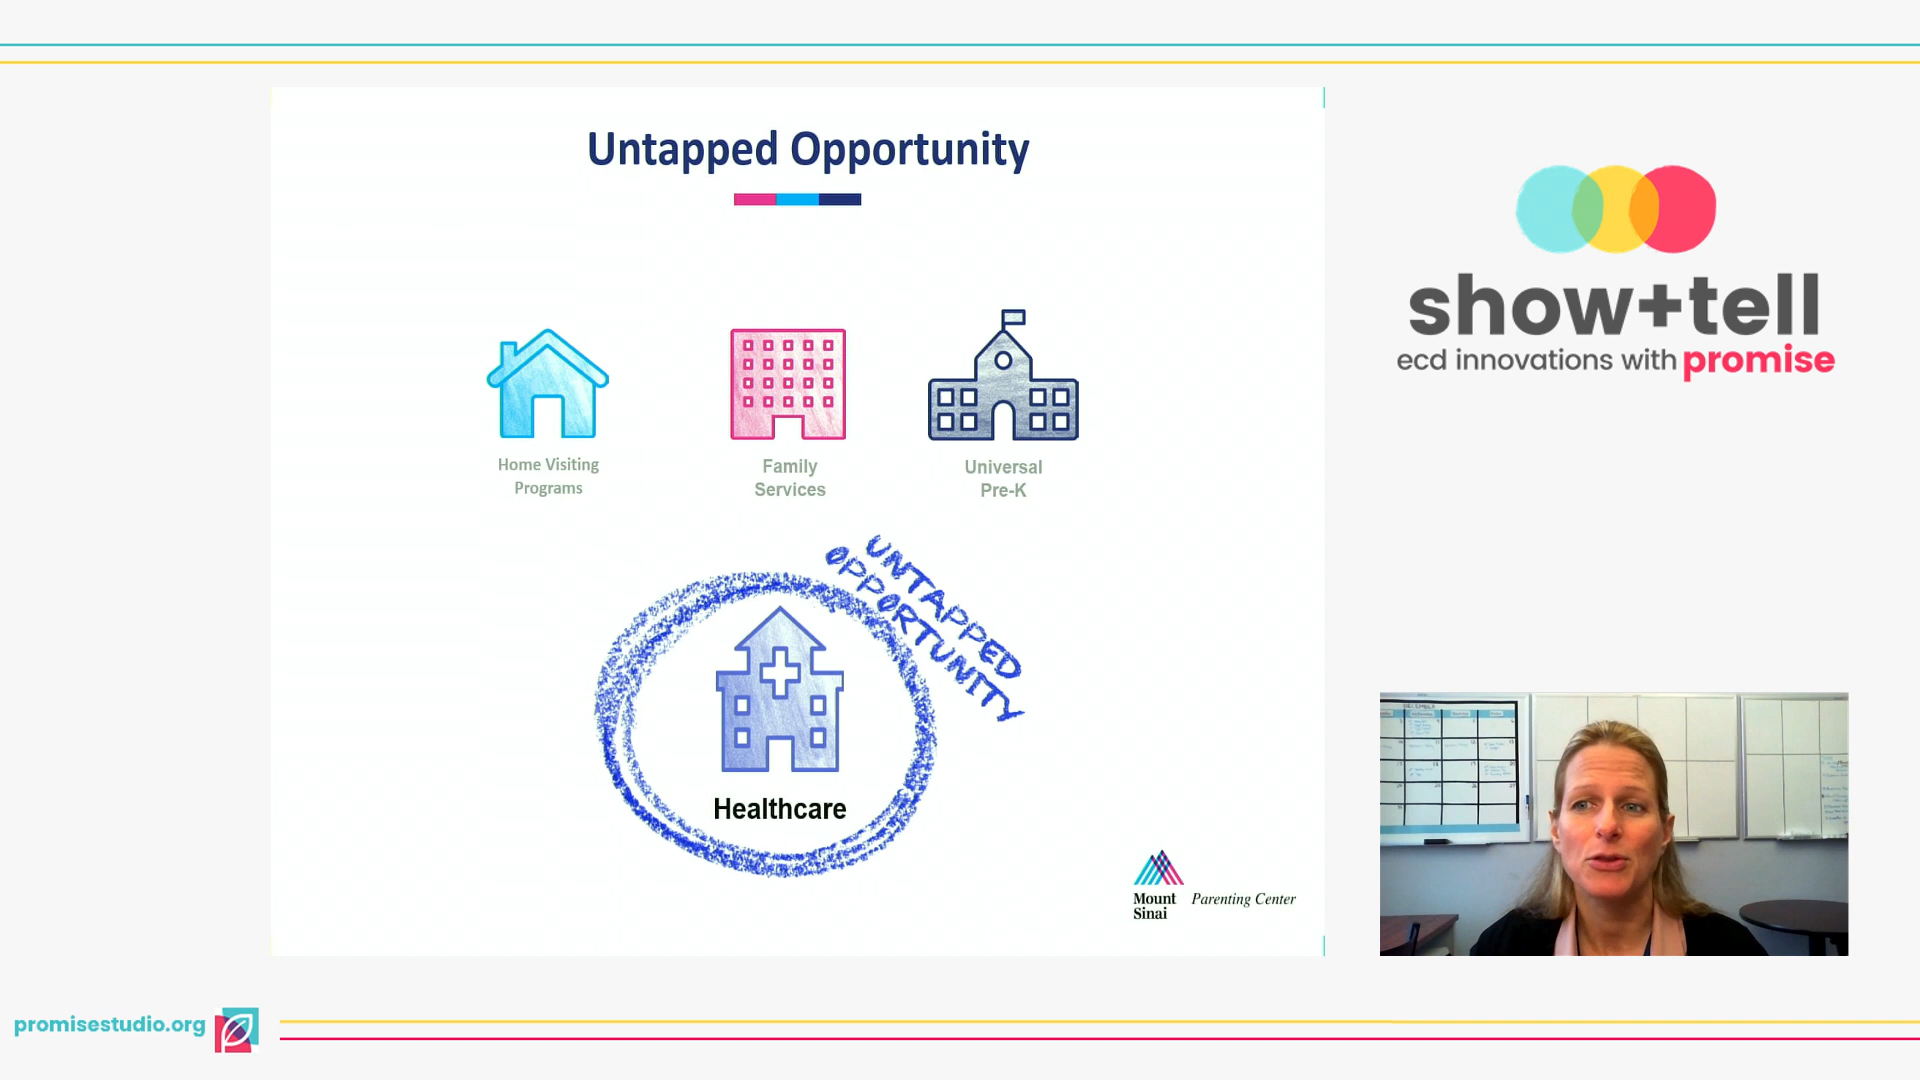 Untapped Opportunity
Home Visiting
Programs
Family
Services
Universal
Pre-K
UNTAPPED
OPPORTUNITY
Healthcare
Mount
Sinai
Parenting Center
show+tell
ecd innovations with promise
DECEMBER
promisestudio.org